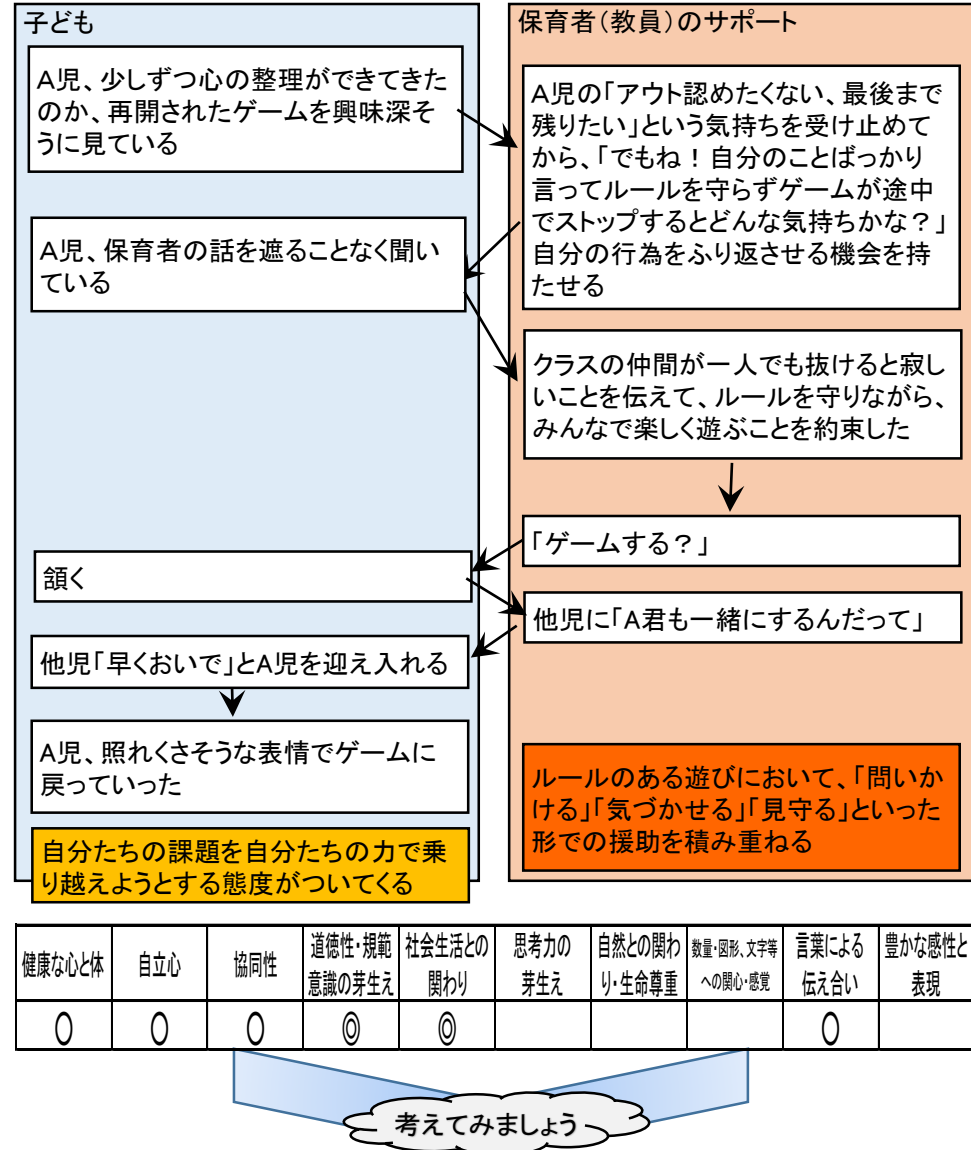 子ども
A児、少しずつ心の整理ができてきた
のか、再開されたゲームを興味深そ
うに見ている
A児、保育者の話を遮ることなく聞い
ている
頷く
他児「早くおいで」とA児を迎え入れる
A児、照れくさそうな表情でゲームに
戻っていった
自分たちの課題を自分たちの力で乗
り越えようとする態度がついてくる
保育者(教員)のサポート
A児の「アウト認めたくない、最後まで
残りたい」という気持ちを受け止めて
から、「でもね!自分のことばっかり
言ってルールを守らずゲームが途中
でストップするとどんな気持ちかな?」
自分の行為をふり返させる機会を持
たせる
クラスの仲間が一人でも抜けると寂し
いことを伝えて、ルールを守りながら、
みんなで楽しく遊ぶことを約束した
「ゲームする?」
他児に「A君も一緒にするんだって」
ルールのある遊びにおいて、「問いか
ける」「気づかせる」「見守る」といった
形での援助を積み重ねる
健康な心と体
自立心
協同性
道徳性・規範
意識の芽生え
社会生活との
関わり
思考力の
芽生え
自然との関わ
り・生命尊重
数量・図形、文字等
への関心・感覚
言葉による
伝え合い
豊かな感性と
表現
○ ○ ○ ◎ ◎ ○
考えてみましょう